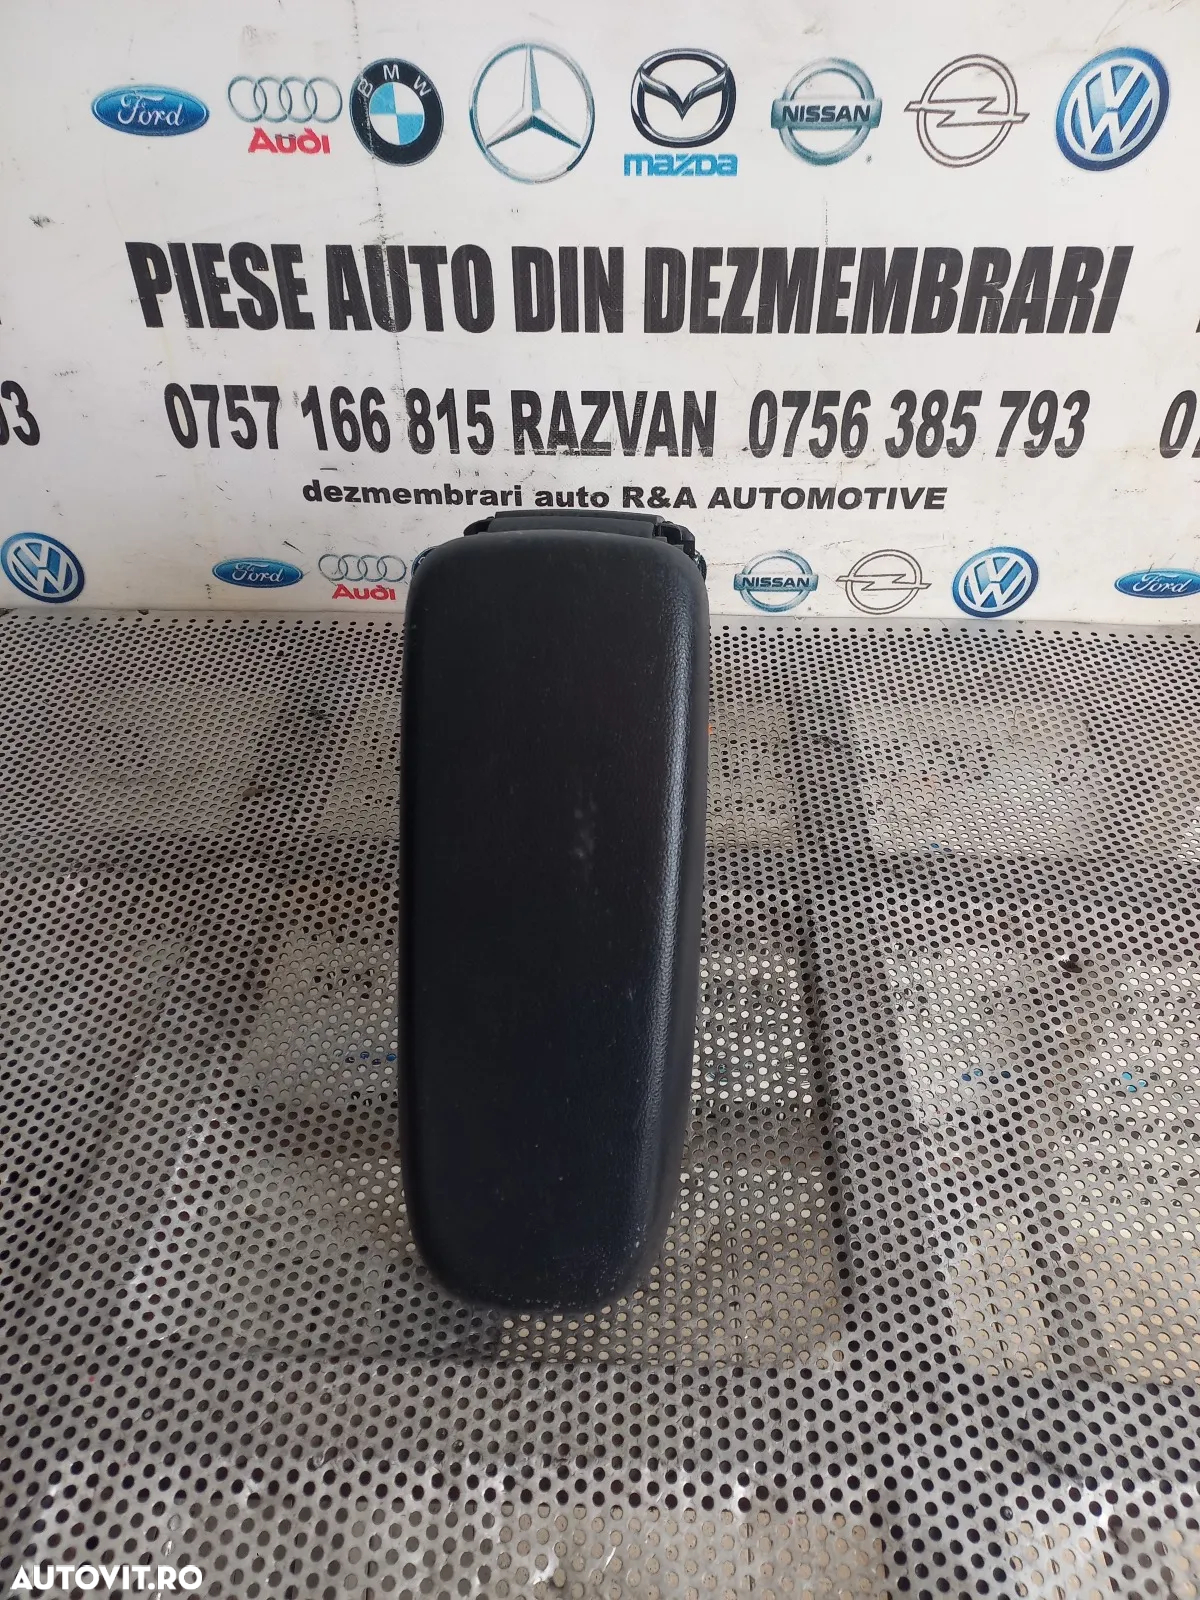 Ford
Audi
BMW
mazda
NISSAN
PIESE AUTO DIN DEZMEMBRARI
0757 166 815 RAZVAN 0756 385 793
dezmembrari auto R&A AUTOMOTIVE
Ford
Audi
NISSAN
Ford
AUTOVIT.RO